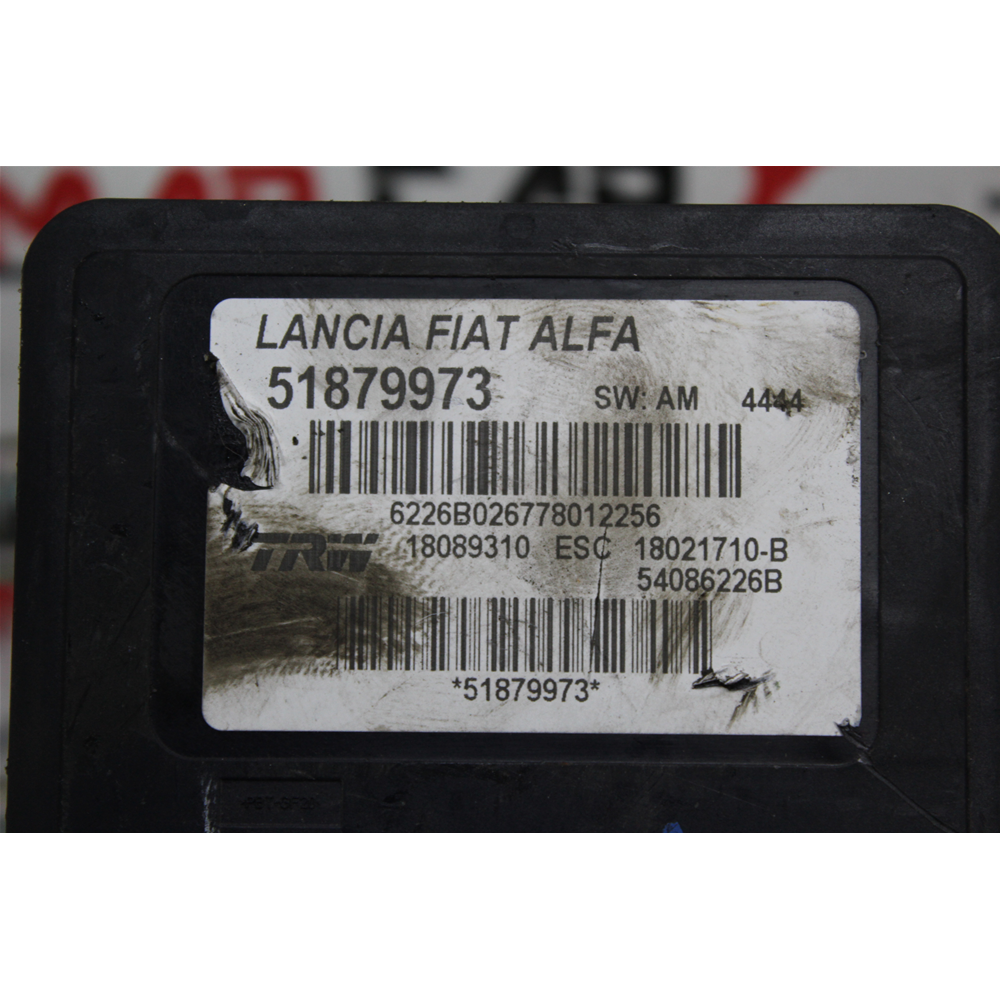 LANCIA FIAT ALFA
51879973 SW: AM 4444
6226B026778012256
TRW 18089310 ESC 18021710-B
54086226B
*51879973*